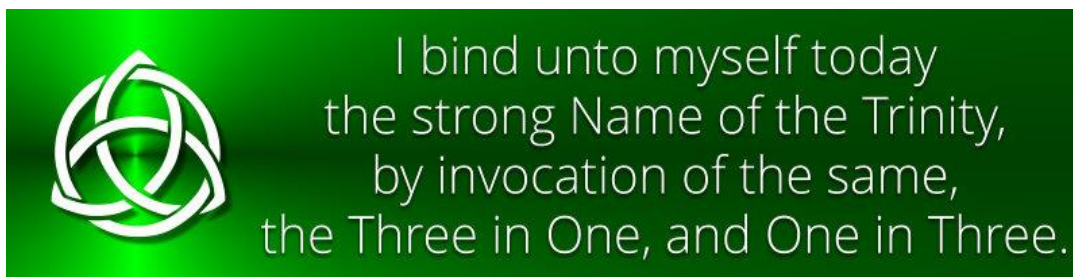 I bind unto myself today
the strong Name of the Trinity,
by invocation of the same,
the Three in One, and One in Three.